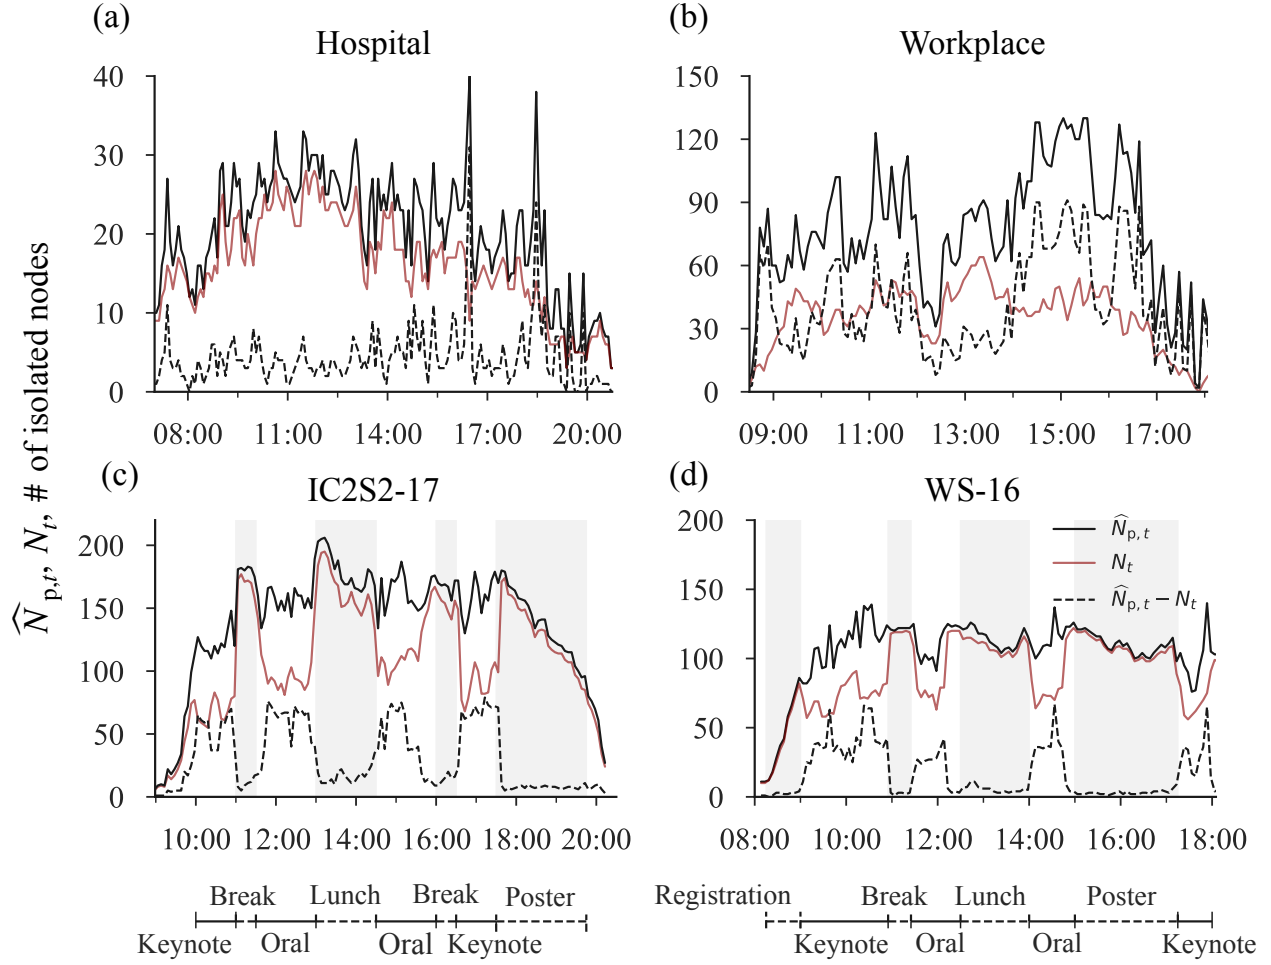 (a)
Hospital
40
30
20
10
0
08:00 11:00 14:00 17:00 20:00
(b)
Workplace
150
120
90
60
30
0
09:00 11:00 13:00 15:00 17:00
N̂p,t, Nt, # of isolated nodes
(c)
IC2S2-17
200
150
100
50
0
10:00 12:00 14:00 16:00 18:00 20:00
Break Lunch Break Poster
Keynote Oral Oral Keynote
(d)
WS-16
200
150
100
50
0
N̂p,t
Nt
N̂p,t − Nt
08:00 10:00 12:00 14:00 16:00 18:00
Registration Break Lunch Poster
Keynote Oral Oral Keynote